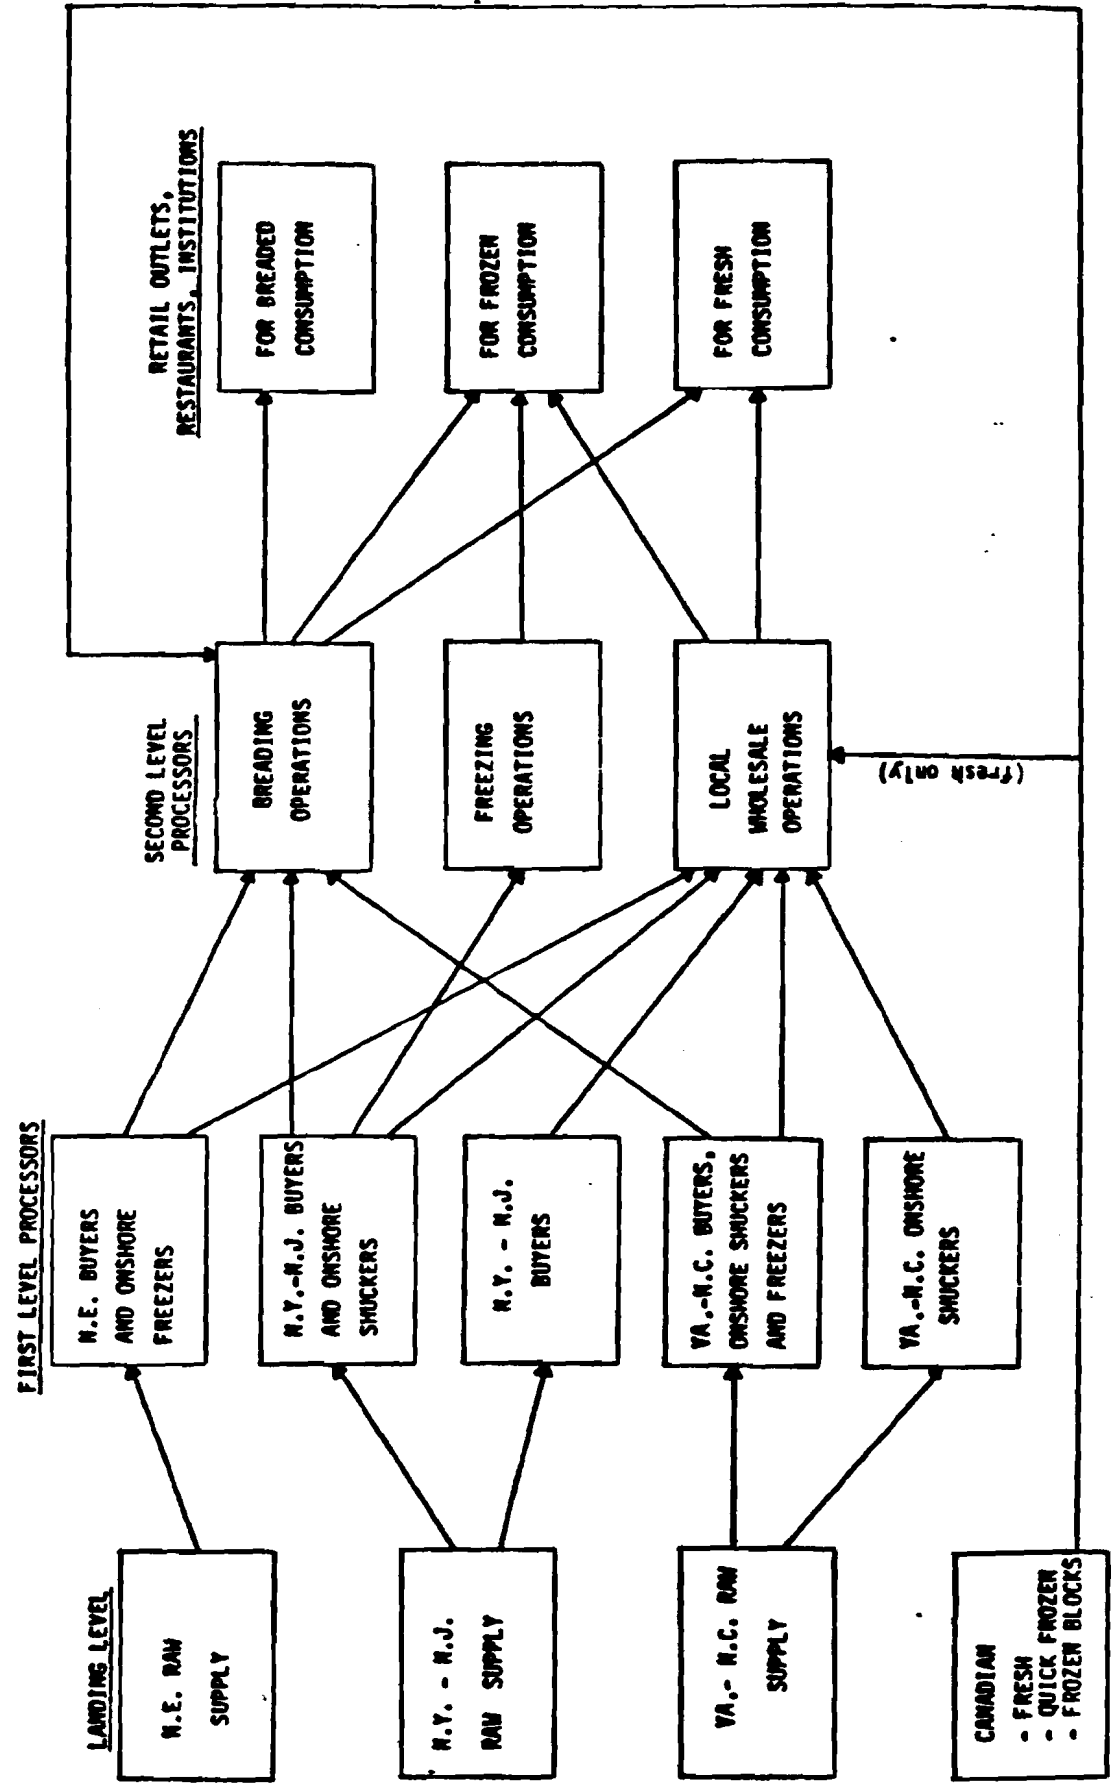 LANDING LEVEL
N.E. RAW
SUPPLY
N.Y. - N.J.
RAW SUPPLY
VA.- N.C. RAW
SUPPLY
CANADIAN
- FRESH
- QUICK FROZEN
- FROZEN BLOCKS
FIRST LEVEL PROCESSORS
N.E. BUYERS
AND ONSHORE
FREEZERS
N.Y.-N.J. BUYERS
AND ONSHORE
SHUCKERS
N.Y. - N.J.
BUYERS
VA.-N.C. BUYERS,
ONSHORE SHUCKERS
AND FREEZERS
VA.-N.C. ONSHORE
SHUCKERS
SECOND LEVEL
PROCESSORS
BREADING
OPERATIONS
FREEZING
OPERATIONS
LOCAL
WHOLESALE
OPERATIONS
(fresh only)
RETAIL OUTLETS,
RESTAURANTS, INSTITUTIONS
FOR BREADED
CONSUMPTION
FOR FROZEN
CONSUMPTION
FOR FRESH
CONSUMPTION